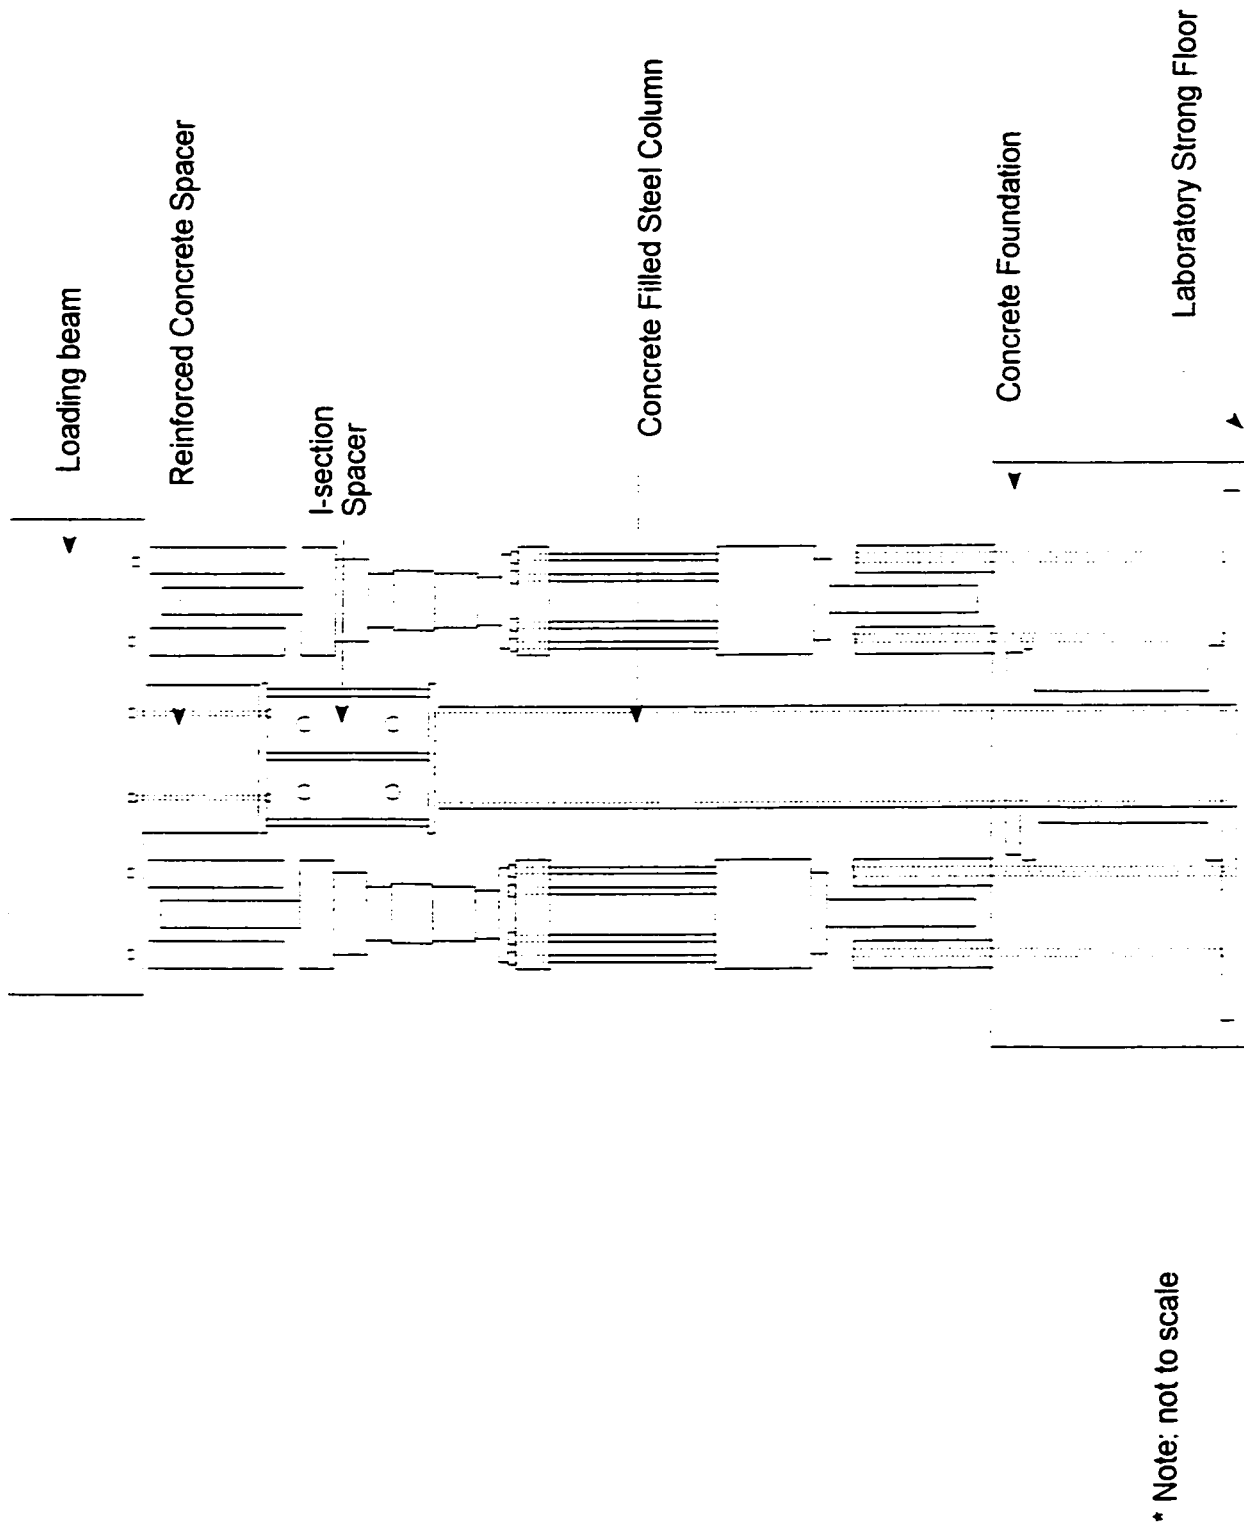 Loading beam
Reinforced Concrete Spacer
I-section
Spacer
Concrete Filled Steel Column
Concrete Foundation
Laboratory Strong Floor
* Note: not to scale